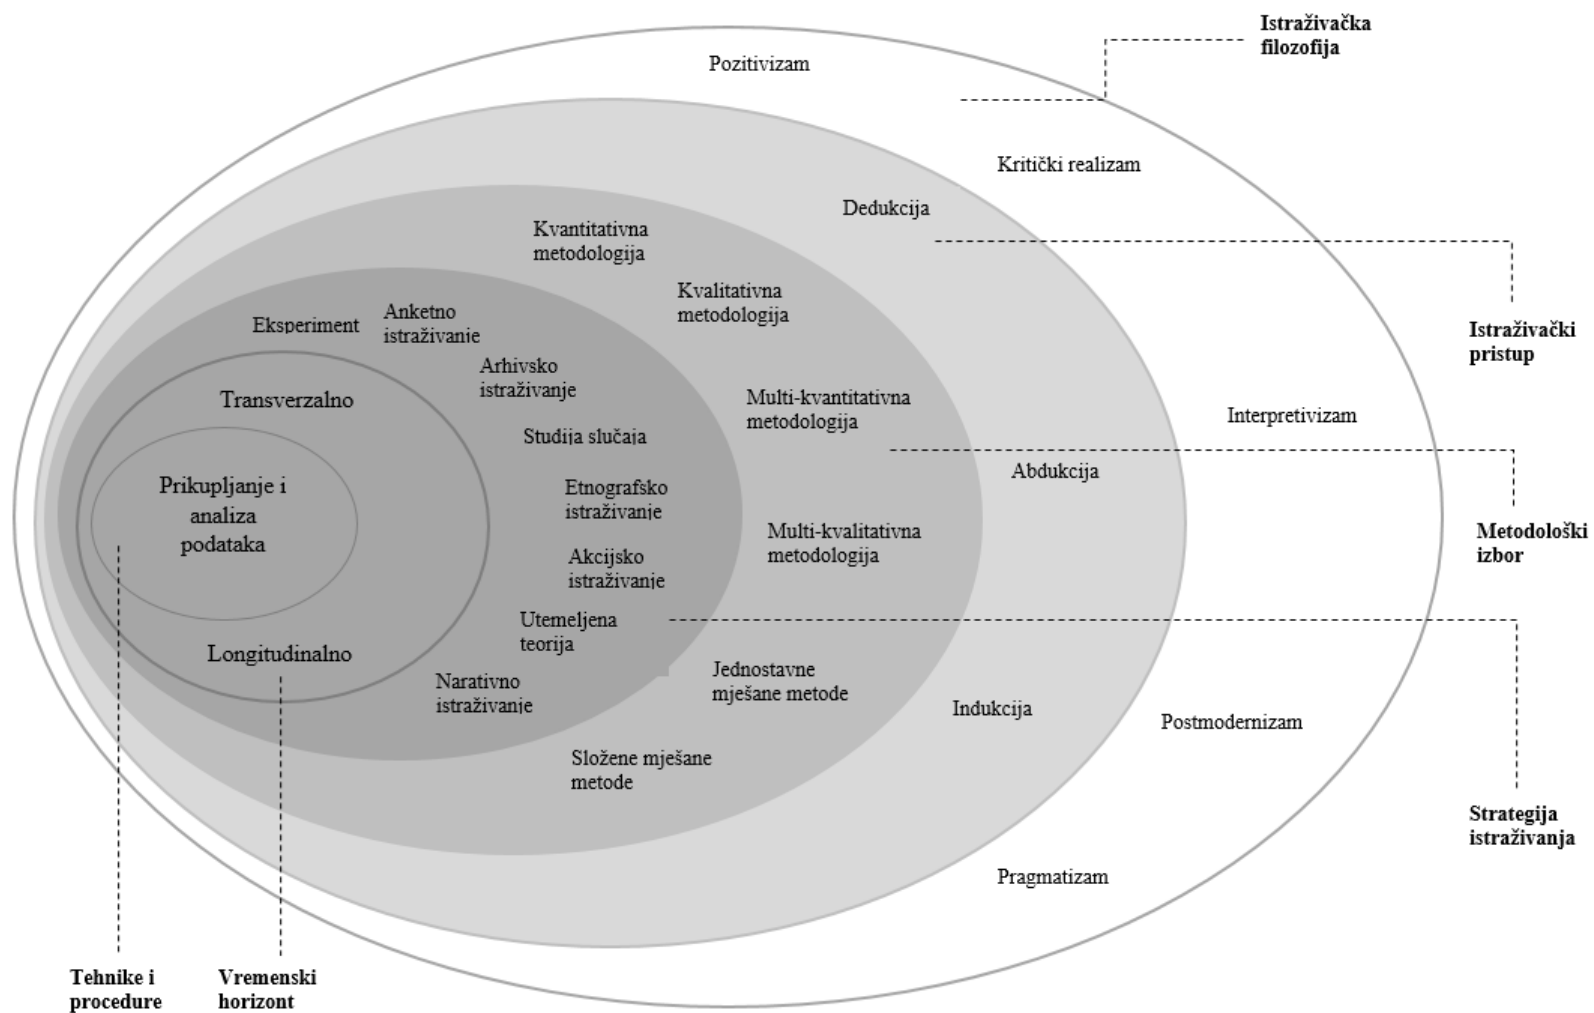 Istraživačka
filozofija
Pozitivizam
Kritički realizam
Dedukcija
Kvantitativna
metodologija
Kvalitativna
metodologija
Anketno
istraživanje
Eksperiment
Istraživački
pristup
Arhivsko
istraživanje
Transverzalno
Multi-kvantitativna
metodologija
Interpretivizam
Studija slučaja
Abdukcija
Prikupljanje i
analiza
podataka
Etnografsko
istraživanje
Multi-kvalitativna
metodologija
Metodološki
izbor
Akcijsko
istraživanje
Utemeljena
teorija
Longitudinalno
Jednostavne
mješane metode
Narativno
istraživanje
Indukcija
Postmodernizam
Složene mješane
metode
Strategija
istraživanja
Pragmatizam
Tehnike i
procedure
Vremenski
horizont